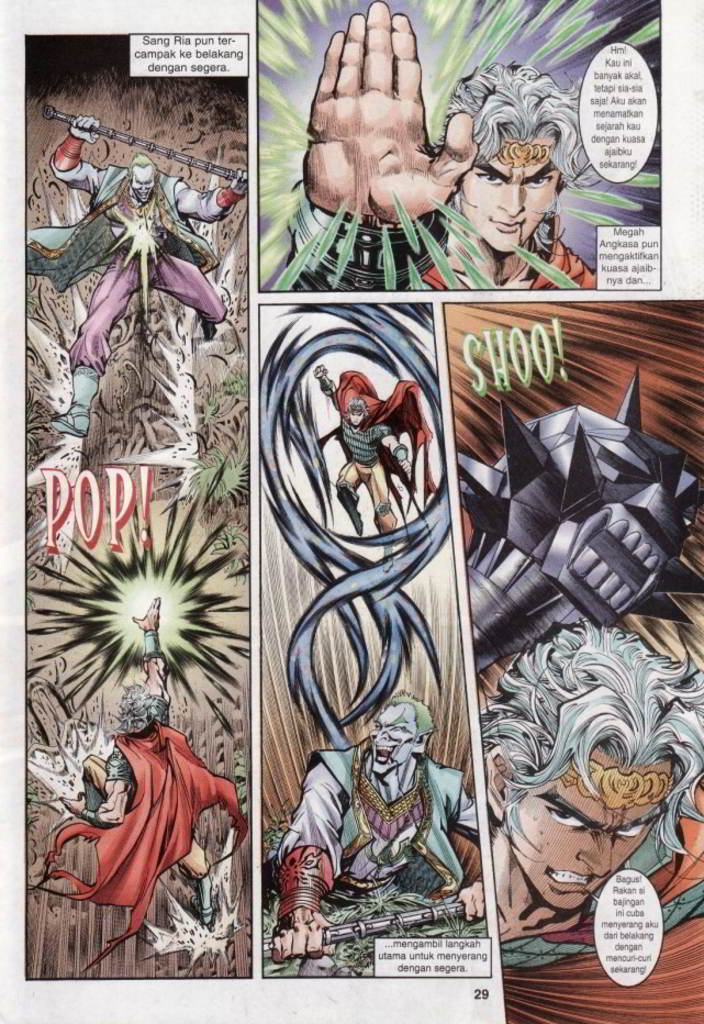 Sang Ria pun ter-
campak ke belakang
dengan segera.
POP!
Hm!
Kau ini
banyak akal,
tetapi sia-sia
saja! Aku akan
menamatkan
sejarah kau
dengan kuasa
ajaibku
sekarang!
Megah
Angkasa pun
mengaktifkan
kuasa ajaib-
nya dan...
...mengambil langkah
utama untuk menyerang
dengan segera.
SHOO!
Bagus!
Rakan si
bajingan
ini cuba
menyerang aku
dari belakang
dengan
mencuri-curi
sekarang!
29